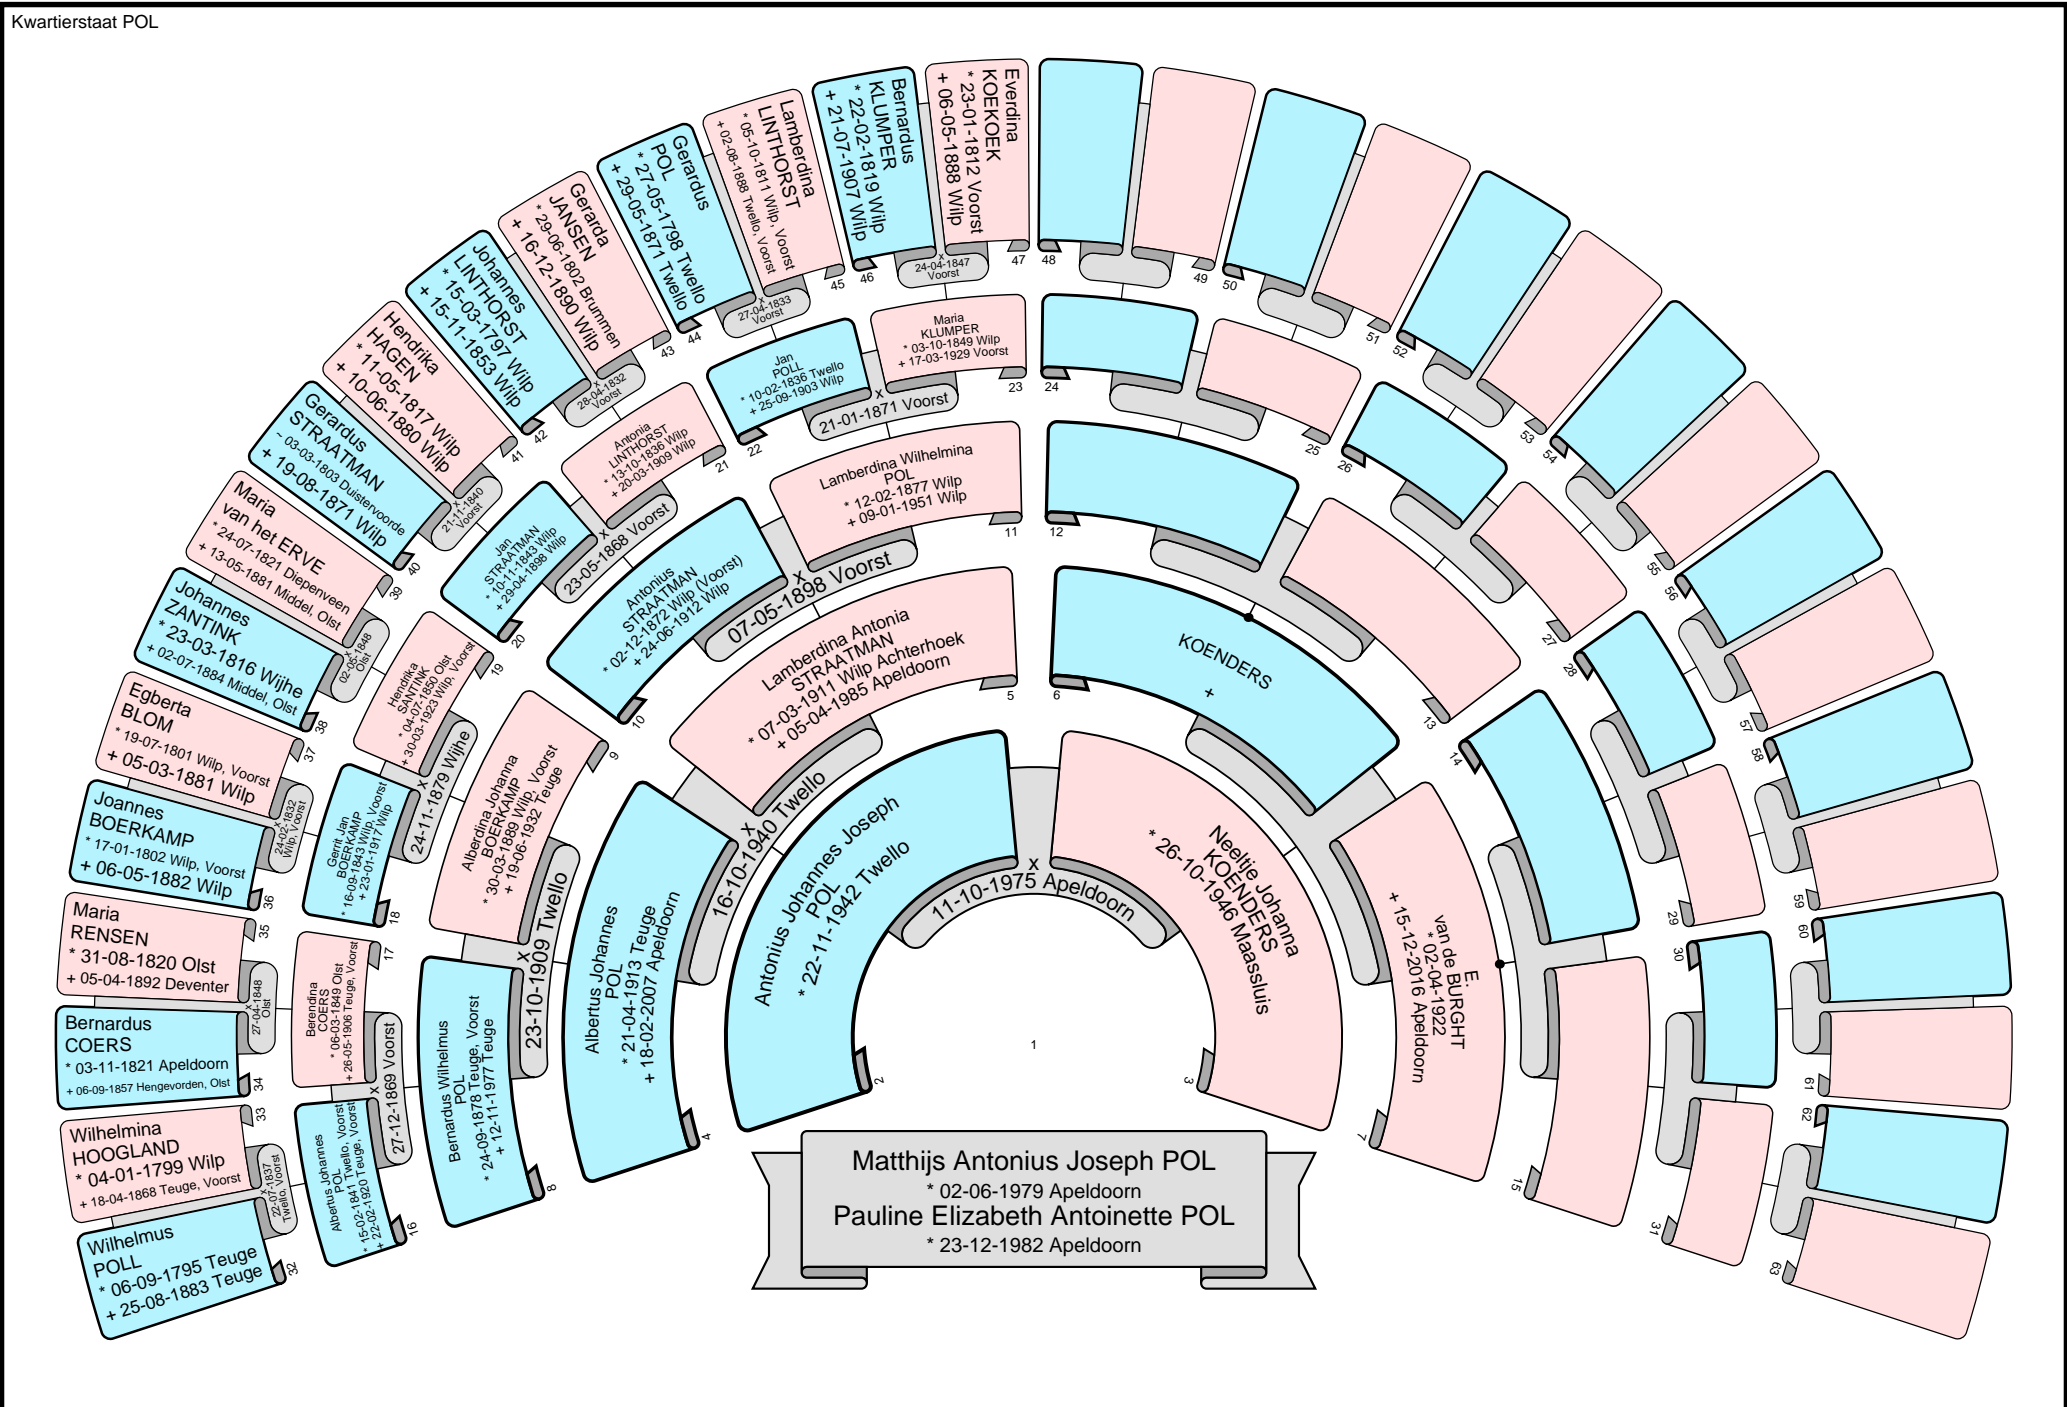 Kwartierstaat POL
Matthijs Antonius Joseph POL
* 02-06-1979 Apeldoorn
Pauline Elizabeth Antoinette POL
* 23-12-1982 Apeldoorn
1
Antonius Johannes Joseph
POL
* 22-11-1942 Twello
2
x
11-10-1975 Apeldoorn
Neeltje Johanna
KOENDERS
* 26-10-1946 Maassluis
3
Albertus Johannes
POL
* 21-04-1913 Teuge
+ 18-02-2007 Apeldoorn
4
x
16-10-1940 Twello
Lamberdina Antonia
STRAATMAN
* 07-03-1911 Wilp Achterhoek
+ 05-04-1985 Apeldoorn
5
KOENDERS
+
6
E.
van de BURGHT
* 02-04-1922
+ 15-12-2016 Apeldoorn
7
Bernardus Wilhelmus
POL
* 24-09-1878 Teuge, Voorst
+ 12-11-1977 Teuge
8
x
23-10-1909 Twello
Alberdina Johanna
BOERKAMP
* 30-03-1889 Wilp, Voorst
+ 19-06-1932 Teuge
9
Antonius
STRAATMAN
* 02-12-1872 Wilp (Voorst)
+ 24-06-1912 Wilp
10
x
07-05-1898 Voorst
Lamberdina Wilhelmina
POL
* 12-02-1877 Wilp
+ 09-01-1951 Wilp
11
12
13
14
15
Albertus Johannes
POL
* 15-02-1841 Twello, Voorst
+ 22-02-1920 Teuge, Voorst
16
x
27-12-1869 Voorst
Berendina
COERS
* 06-03-1849 Olst
+ 26-05-1906 Teuge, Voorst
17
Gerrit Jan
BOERKAMP
* 16-09-1843 Wilp, Voorst
+ 23-01-1917 Wilp
18
x
24-11-1879 Wijhe
Hendrika
SANTINK
* 04-07-1850 Olst
+ 30-03-1923 Wilp, Voorst
19
Jan
STRAATMAN
* 10-11-1843 Wilp
+ 29-04-1898 Wilp
20
x
23-05-1868 Voorst
Antonia
LINTHORST
* 13-10-1836 Wilp
+ 20-03-1909 Wilp
21
Jan
POLL
* 10-02-1836 Twello
+ 25-09-1903 Wilp
22
x
21-01-1871 Voorst
Maria
KLUMPER
* 03-10-1849 Wilp
+ 17-03-1929 Voorst
23
24
25
26
27
28
29
30
31
Wilhelmus
POLL
* 06-09-1795 Teuge
+ 25-08-1883 Teuge
32
x
22-07-1837
Twello, Voorst
Wilhelmina
HOOGLAND
* 04-01-1799 Wilp
+ 18-04-1868 Teuge, Voorst
33
Bernardus
COERS
* 03-11-1821 Apeldoorn
+ 06-09-1857 Hengevorden, Olst
34
x
27-04-1848
Olst
Maria
RENSEN
* 31-08-1820 Olst
+ 05-04-1892 Deventer
35
Joannes
BOERKAMP
* 17-01-1802 Wilp, Voorst
+ 06-05-1882 Wilp
36
x
24-02-1832
Wilp, Voorst
Egberta
BLOM
* 19-07-1801 Wilp, Voorst
+ 05-03-1881 Wilp
37
Johannes
ZANTINK
* 23-03-1816 Wijhe
+ 02-07-1884 Middel, Olst
38
x
02-05-1848
Olst
Maria
van het ERVE
* 24-07-1821 Diepenveen
+ 13-05-1881 Middel, Olst
39
Gerardus
STRAATMAN
~ 03-03-1803 Duistervoorde
+ 19-08-1871 Wilp
40
x
21-11-1840
Voorst
Hendrika
HAGEN
* 11-05-1817 Wilp
+ 10-06-1880 Wilp
41
Johannes
LINTHORST
* 15-03-1797 Wilp
+ 15-11-1853 Wilp
42
x
28-04-1832
Voorst
Gerarda
JANSEN
* 29-06-1802 Brummen
+ 16-12-1890 Wilp
43
Gerardus
POL
* 27-05-1798 Twello
+ 29-05-1871 Twello
44
x
27-04-1833
Voorst
Lamberdina
LINTHORST
* 05-10-1811 Wilp, Voorst
+ 02-08-1888 Twello, Voorst
45
Bernardus
KLUMPER
* 22-02-1819 Wilp
+ 21-07-1907 Wilp
46
x
24-04-1847
Voorst
Everdina
KOEKOEK
* 23-01-1812 Voorst
+ 06-05-1888 Wilp
47
48
49
50
51
52
53
54
55
56
57
58
59
60
61
62
63